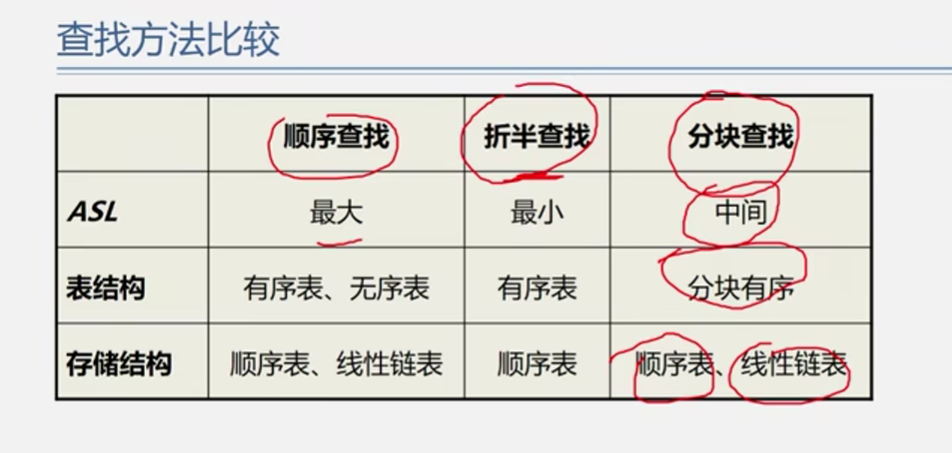 查找方法比较
顺序查找 折半查找 分块查找
ASL 最大 最小 中间
表结构 有序表、无序表 有序表 分块有序
存储结构 顺序表、线性链表 顺序表 顺序表、线性链表